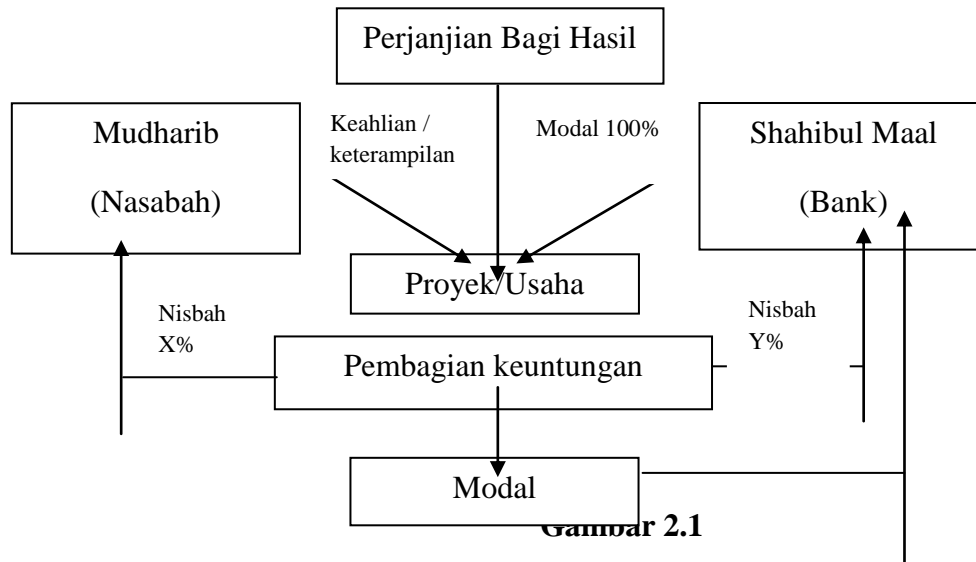 Perjanjian Bagi Hasil
Mudharib
(Nasabah)
Keahlian /
keterampilan
Modal 100%
Shahibul Maal
(Bank)
Proyek/Usaha
Nisbah
X%
Nisbah
Y%
Pembagian keuntungan
Modal
Gambar 2.1